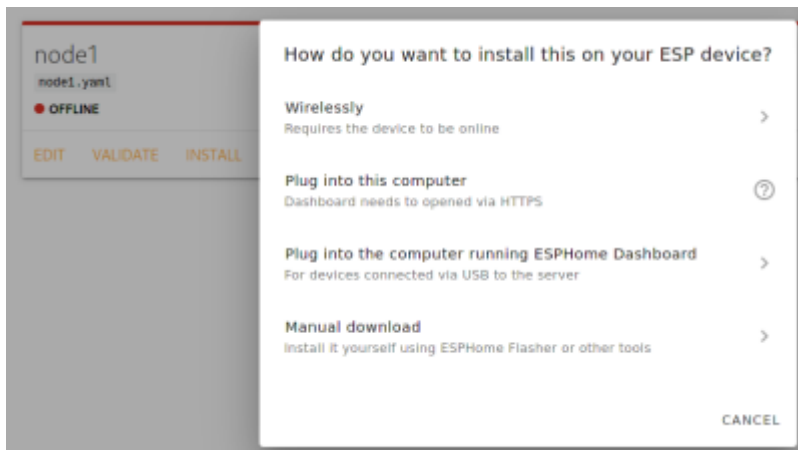 node1
node1.yaml
OFFLINE
EDIT VALIDATE INSTALL
How do you want to install this on your ESP device?
Wirelessly
Requires the device to be online
Plug into this computer
Dashboard needs to opened via HTTPS
Plug into the computer running ESPHome Dashboard
For devices connected via USB to the server
Manual download
Install it yourself using ESPHome Flasher or other tools
CANCEL